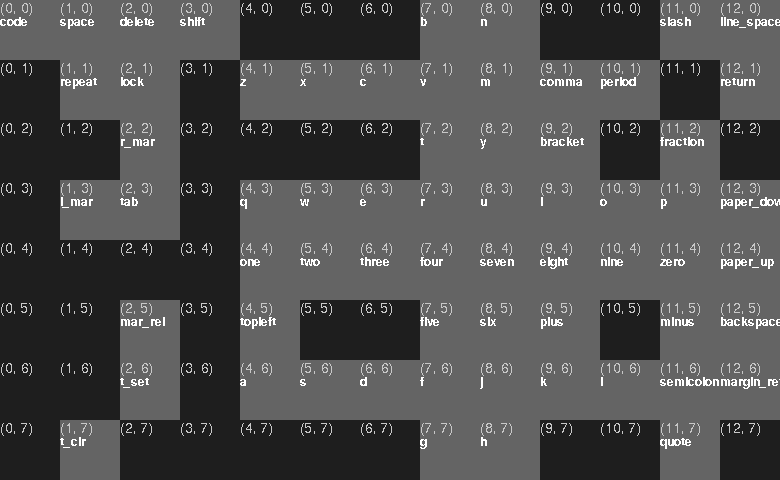 (0, 0) (1, 0) (2, 0) (3, 0) (4, 0) (5, 0) (6, 0) (7, 0) (8, 0) (9, 0) (10, 0) (11, 0) (12, 0)
code space delete shift b n slash line_space
(0, 1) (1, 1) (2, 1) (3, 1) (4, 1) (5, 1) (6, 1) (7, 1) (8, 1) (9, 1) (10, 1) (11, 1) (12, 1)
repeat lock z x c v m comma period return
(0, 2) (1, 2) (2, 2) (3, 2) (4, 2) (5, 2) (6, 2) (7, 2) (8, 2) (9, 2) (10, 2) (11, 2) (12, 2)
r_mar t y bracket fraction
(0, 3) (1, 3) (2, 3) (3, 3) (4, 3) (5, 3) (6, 3) (7, 3) (8, 3) (9, 3) (10, 3) (11, 3) (12, 3)
l_mar tab q w e r u i o p paper_dow
(0, 4) (1, 4) (2, 4) (3, 4) (4, 4) (5, 4) (6, 4) (7, 4) (8, 4) (9, 4) (10, 4) (11, 4) (12, 4)
one two three four seven eight nine zero paper_up
(0, 5) (1, 5) (2, 5) (3, 5) (4, 5) (5, 5) (6, 5) (7, 5) (8, 5) (9, 5) (10, 5) (11, 5) (12, 5)
mar_rel topleft five six plus minus backspace
(0, 6) (1, 6) (2, 6) (3, 6) (4, 6) (5, 6) (6, 6) (7, 6) (8, 6) (9, 6) (10, 6) (11, 6) (12, 6)
t_set a s d f j k l semicolon margin_re
(0, 7) (1, 7) (2, 7) (3, 7) (4, 7) (5, 7) (6, 7) (7, 7) (8, 7) (9, 7) (10, 7) (11, 7) (12, 7)
t_clr g h quote